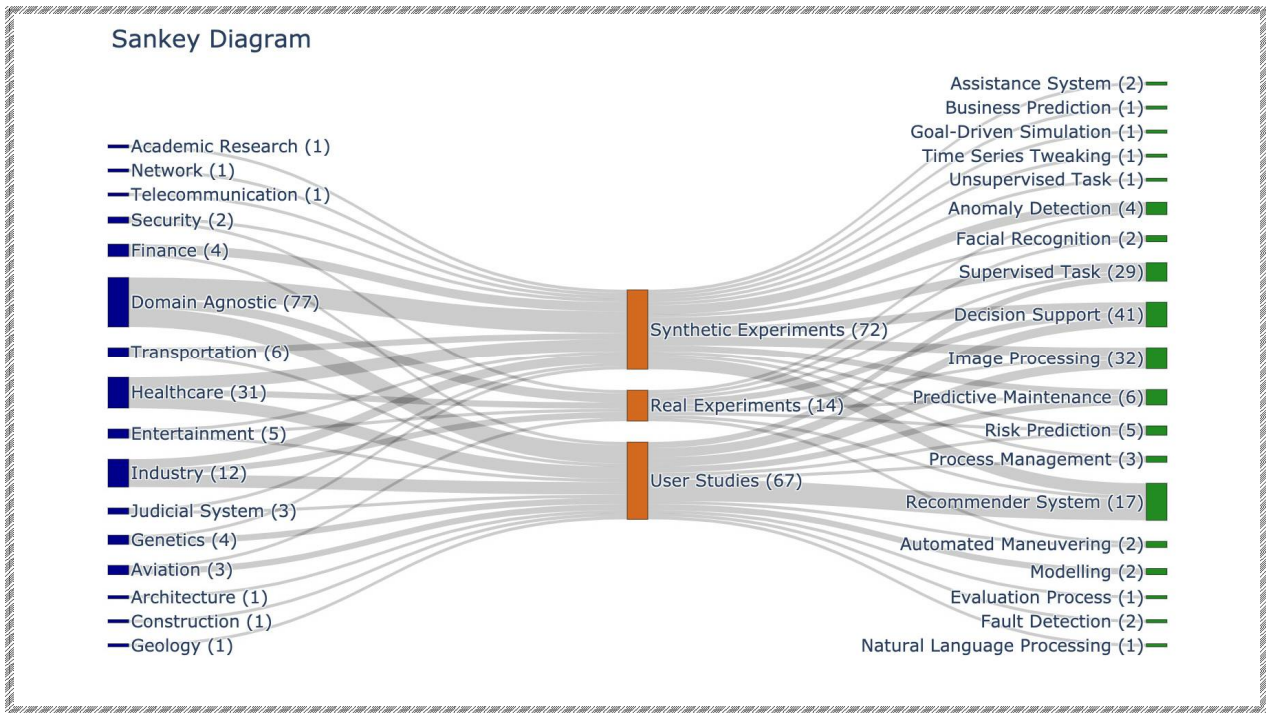 Sankey Diagram
Academic Research (1)
Network (1)
Telecommunication (1)
Security (2)
Finance (4)
Domain Agnostic (77)
Transportation (6)
Healthcare (31)
Entertainment (5)
Industry (12)
Judicial System (3)
Genetics (4)
Aviation (3)
Architecture (1)
Construction (1)
Geology (1)
Synthetic Experiments (72)
Real Experiments (14)
User Studies (67)
Assistance System (2)
Business Prediction (1)
Goal-Driven Simulation (1)
Time Series Tweaking (1)
Unsupervised Task (1)
Anomaly Detection (4)
Facial Recognition (2)
Supervised Task (29)
Decision Support (41)
Image Processing (32)
Predictive Maintenance (6)
Risk Prediction (5)
Process Management (3)
Recommender System (17)
Automated Maneuvering (2)
Modelling (2)
Evaluation Process (1)
Fault Detection (2)
Natural Language Processing (1)